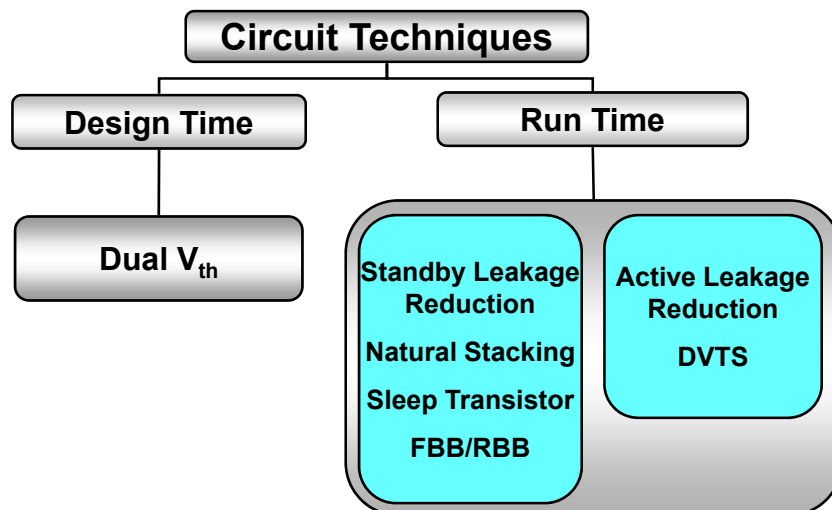 Circuit Techniques
Design Time
Run Time
Dual Vth
Standby Leakage
Reduction
Natural Stacking
Sleep Transistor
FBB/RBB
Active Leakage
Reduction
DVTS